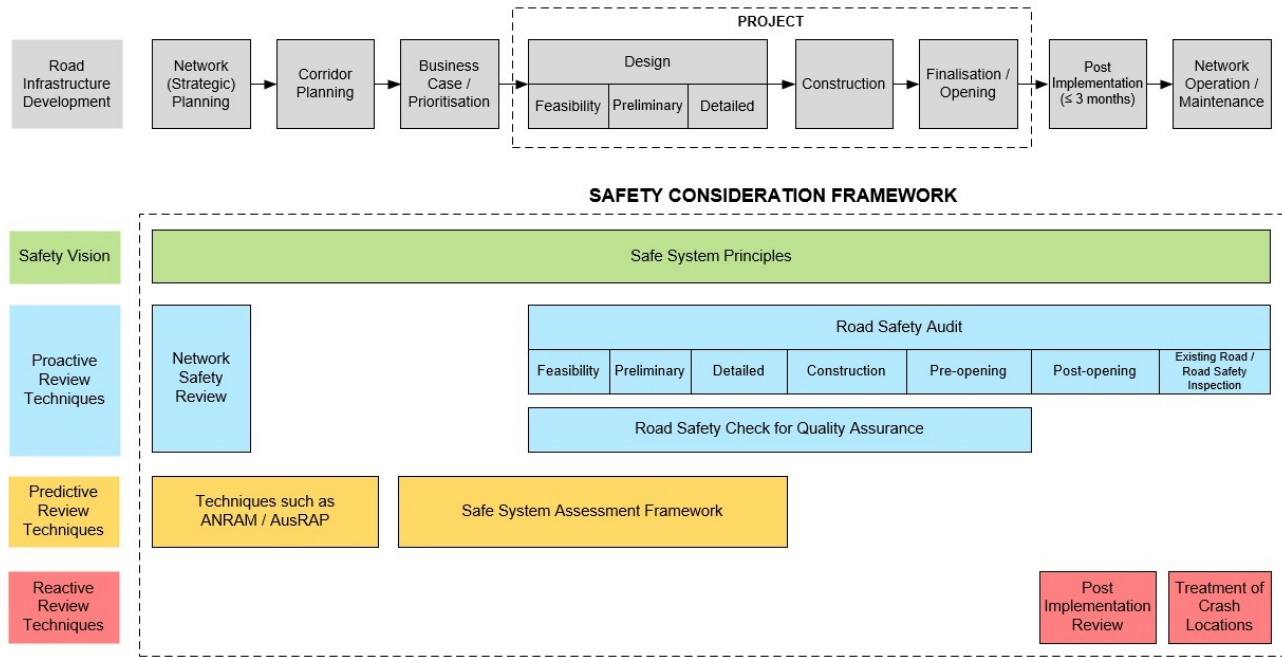 PROJECT
Road
Infrastructure
Development
Network
(Strategic)
Planning
Corridor
Planning
Business
Case /
Prioritisation
Design
Feasibility
Preliminary
Detailed
Construction
Finalisation /
Opening
Post
Implementation
(≤ 3 months)
Network
Operation /
Maintenance
SAFETY CONSIDERATION FRAMEWORK
Safety Vision
Safe System Principles
Proactive
Review
Techniques
Network
Safety
Review
Road Safety Audit
Feasibility
Preliminary
Detailed
Construction
Pre-opening
Post-opening
Existing Road /
Road Safety
Inspection
Road Safety Check for Quality Assurance
Predictive
Review
Techniques
Techniques such as
ANRAM / AusRAP
Safe System Assessment Framework
Reactive
Review
Techniques
Post
Implementation
Review
Treatment of
Crash
Locations